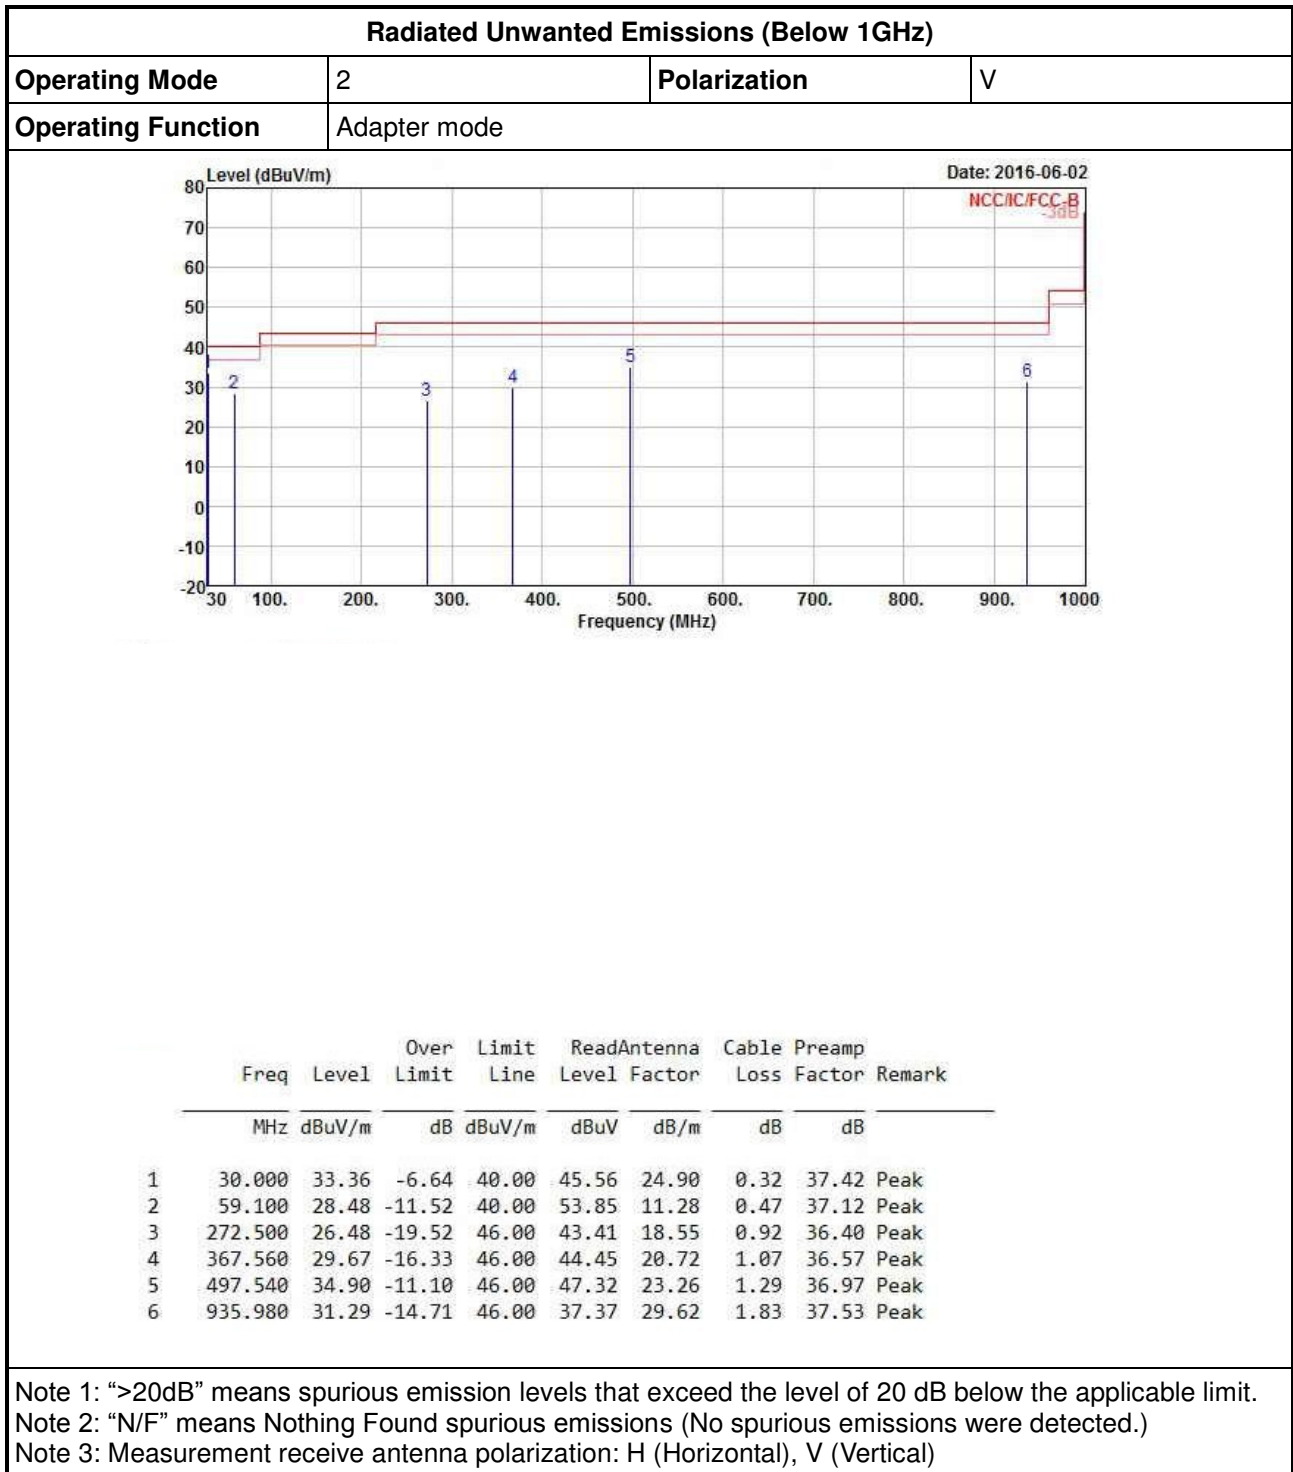 Radiated Unwanted Emissions (Below 1GHz)
Operating Mode 2 Polarization V
Operating Function Adapter mode
Level (dBuV/m) Date: 2016-06-02
80
NCC/IC/FCC-B
-3dB
70
60
50
40
5
4 6
30 2 3
20
10
0
-10
-20
30 100. 200. 300. 400. 500. 600. 700. 800. 900. 1000
Frequency (MHz)
Over Limit ReadAntenna Cable Preamp
Freq Level Limit Line Level Factor Loss Factor Remark
MHz dBuV/m dB dBuV/m dBuV dB/m dB dB
1 30.000 33.36 -6.64 40.00 45.56 24.90 0.32 37.42 Peak
2 59.100 28.48 -11.52 40.00 53.85 11.28 0.47 37.12 Peak
3 272.500 26.48 -19.52 46.00 43.41 18.55 0.92 36.40 Peak
4 367.560 29.67 -16.33 46.00 44.45 20.72 1.07 36.57 Peak
5 497.540 34.90 -11.10 46.00 47.32 23.26 1.29 36.97 Peak
6 935.980 31.29 -14.71 46.00 37.37 29.62 1.83 37.53 Peak
Note 1: “>20dB” means spurious emission levels that exceed the level of 20 dB below the applicable limit.
Note 2: “N/F” means Nothing Found spurious emissions (No spurious emissions were detected.)
Note 3: Measurement receive antenna polarization: H (Horizontal), V (Vertical)